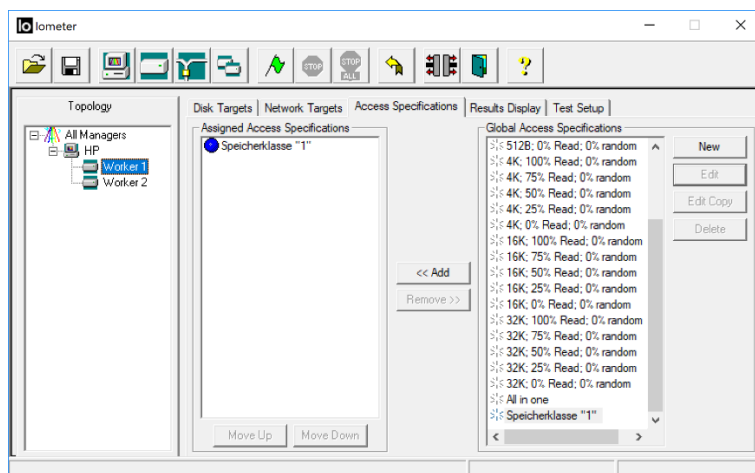 Iometer
STOP
STOP
ALL
Topology
All Managers
HP
Worker 1
Worker 2
Disk Targets
Network Targets
Access Specifications
Results Display
Test Setup
Assigned Access Specifications
Speicherklasse "1"
<< Add
Remove >>
Move Up
Move Down
Global Access Specifications
512B; 0% Read; 0% random
4K; 100% Read; 0% random
4K; 75% Read; 0% random
4K; 50% Read; 0% random
4K; 25% Read; 0% random
4K; 0% Read; 0% random
16K; 100% Read; 0% random
16K; 75% Read; 0% random
16K; 50% Read; 0% random
16K; 25% Read; 0% random
16K; 0% Read; 0% random
32K; 100% Read; 0% random
32K; 75% Read; 0% random
32K; 50% Read; 0% random
32K; 25% Read; 0% random
32K; 0% Read; 0% random
All in one
Speicherklasse "1"
New
Edit
Edit Copy
Delete